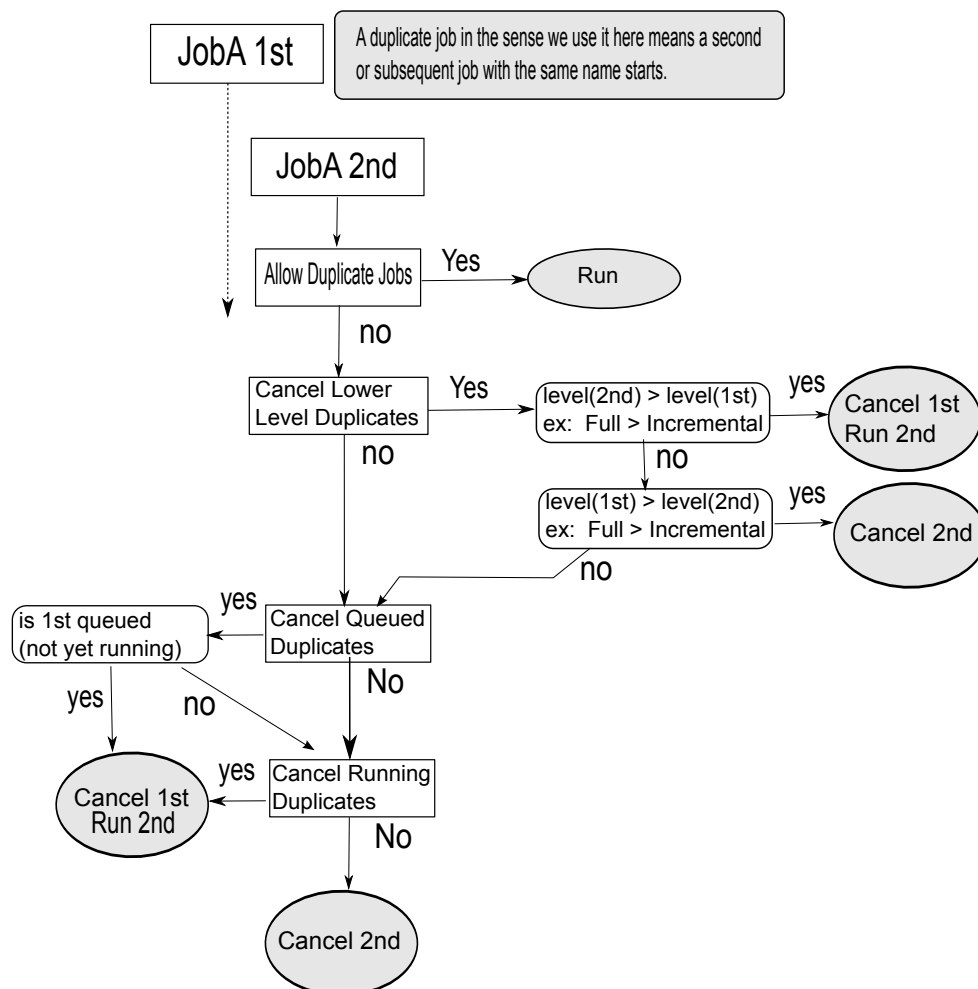 JobA 1st
A duplicate job in the sense we use it here means a second
or subsequent job with the same name starts.
JobA 2nd
Allow Duplicate Jobs
Yes
Run
no
Cancel Lower
Level Duplicates
Yes
level(2nd) > level(1st)
ex: Full > Incremental
yes
Cancel 1st
Run 2nd
no
no
level(1st) > level(2nd)
ex: Full > Incremental
yes
Cancel 2nd
no
is 1st queued
(not yet running)
yes
Cancel Queued
Duplicates
yes
no
No
Cancel 1st
Run 2nd
yes
Cancel Running
Duplicates
No
Cancel 2nd